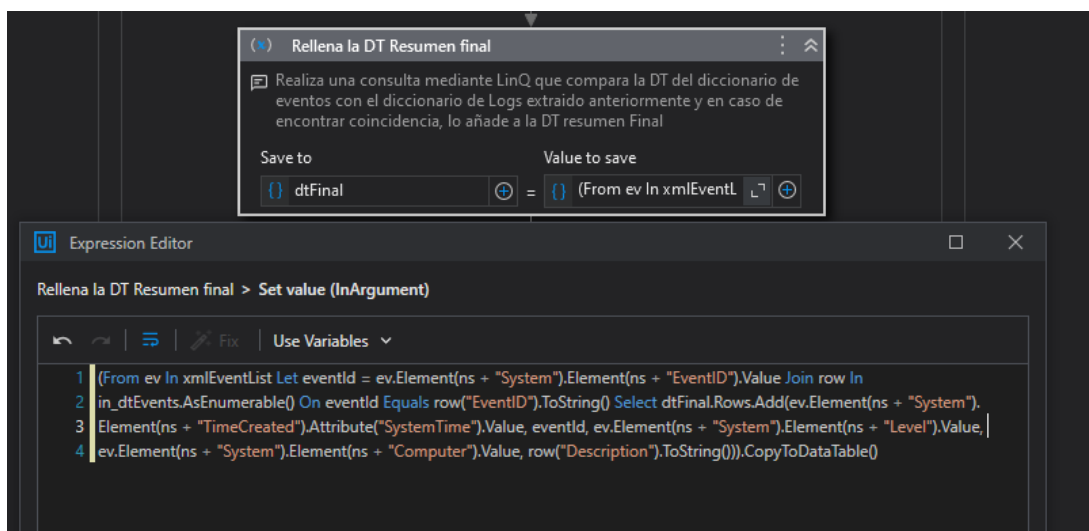 Rellena la DT Resumen final
Realiza una consulta mediante LinQ que compara la DT del diccionario de
eventos con el diccionario de Logs extraido anteriormente y en caso de
encontrar coincidencia, lo añade a la DT resumen Final
Save to Value to save
dtFinal = (From ev In xmlEventL
Ui Expression Editor
Rellena la DT Resumen final > Set value (InArgument)
Fix Use Variables
1 (From ev In xmlEventList Let eventId = ev.Element(ns + "System").Element(ns + "EventID").Value Join row In
2 in_dtEvents.AsEnumerable() On eventId Equals row("EventID").ToString() Select dtFinal.Rows.Add(ev.Element(ns + "System").
3 Element(ns + "TimeCreated").Attribute("SystemTime").Value, eventId, ev.Element(ns + "System").Element(ns + "Level").Value,
4 ev.Element(ns + "System").Element(ns + "Computer").Value, row("Description").ToString())).CopyToDataTable()